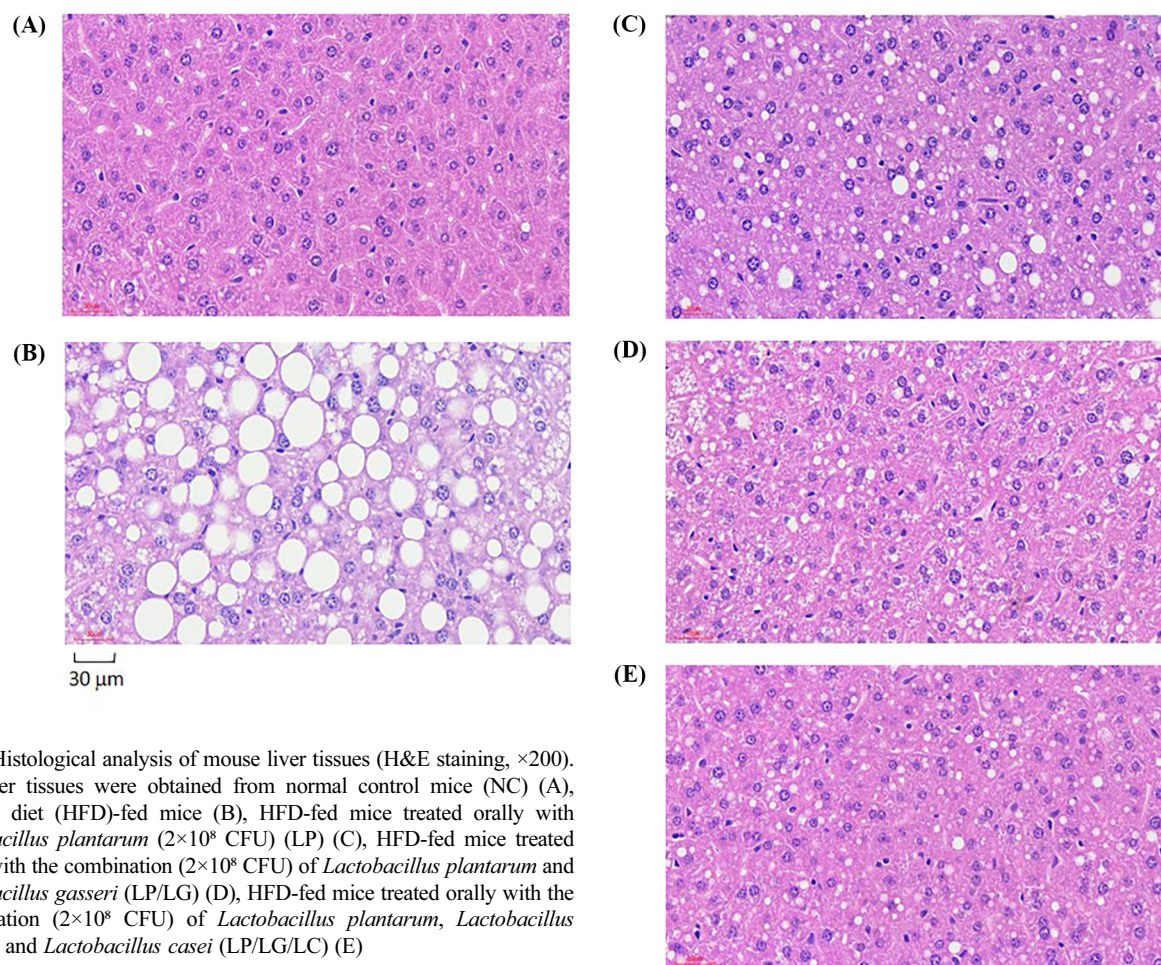 (A)
(B)
30 μm
Histological analysis of mouse liver tissues (H&E staining, ×200).
er tissues were obtained from normal control mice (NC) (A),
diet (HFD)-fed mice (B), HFD-fed mice treated orally with
acillus plantarum (2×10⁸ CFU) (LP) (C), HFD-fed mice treated
with the combination (2×10⁸ CFU) of Lactobacillus plantarum and
acillus gasseri (LP/LG) (D), HFD-fed mice treated orally with the
ation (2×10⁸ CFU) of Lactobacillus plantarum, Lactobacillus
and Lactobacillus casei (LP/LG/LC) (E)
(C)
(D)
(E)